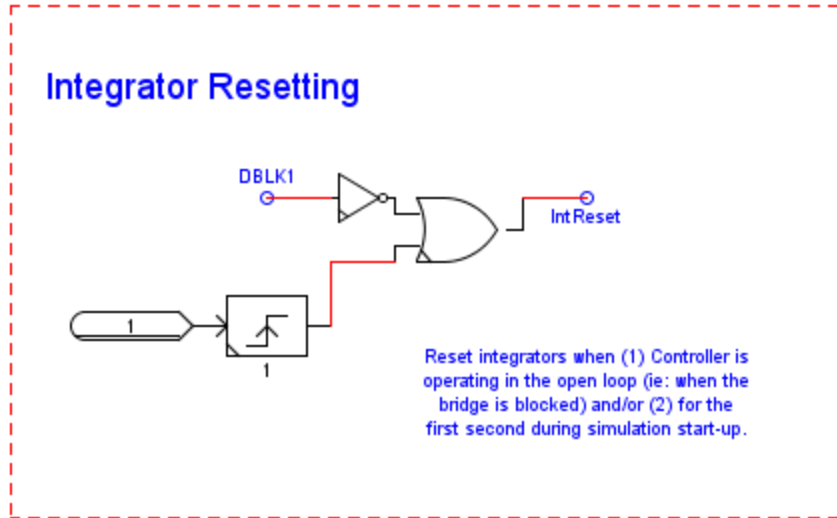 Integrator Resetting
DBLK1
IntReset
1
1
Reset integrators when (1) Controller is
operating in the open loop (ie: when the
bridge is blocked) and/or (2) for the
first second during simulation start-up.